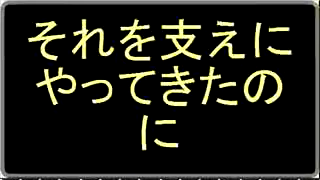 それを支えに
やってきたの
に